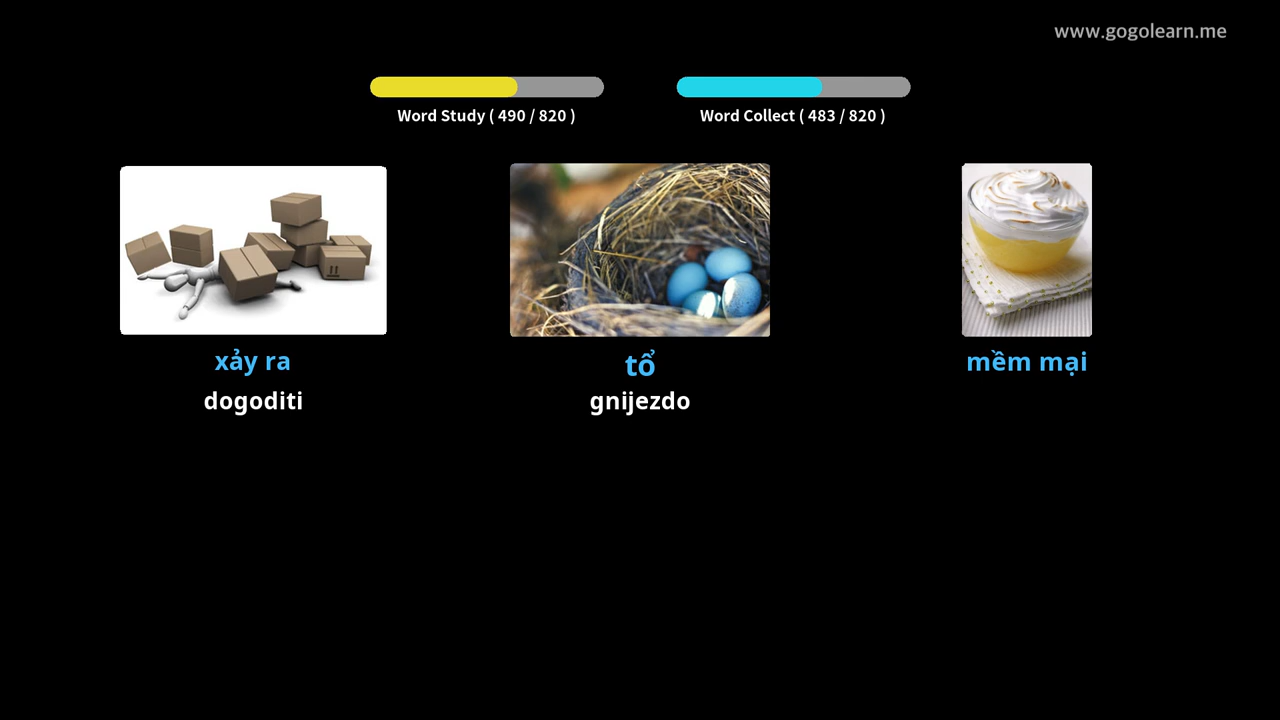 www.gogolearn.me
Word Study ( 490 / 820 )
Word Collect ( 483 / 820 )
xảy ra
dogoditi
tổ
gnijezdo
mềm mại